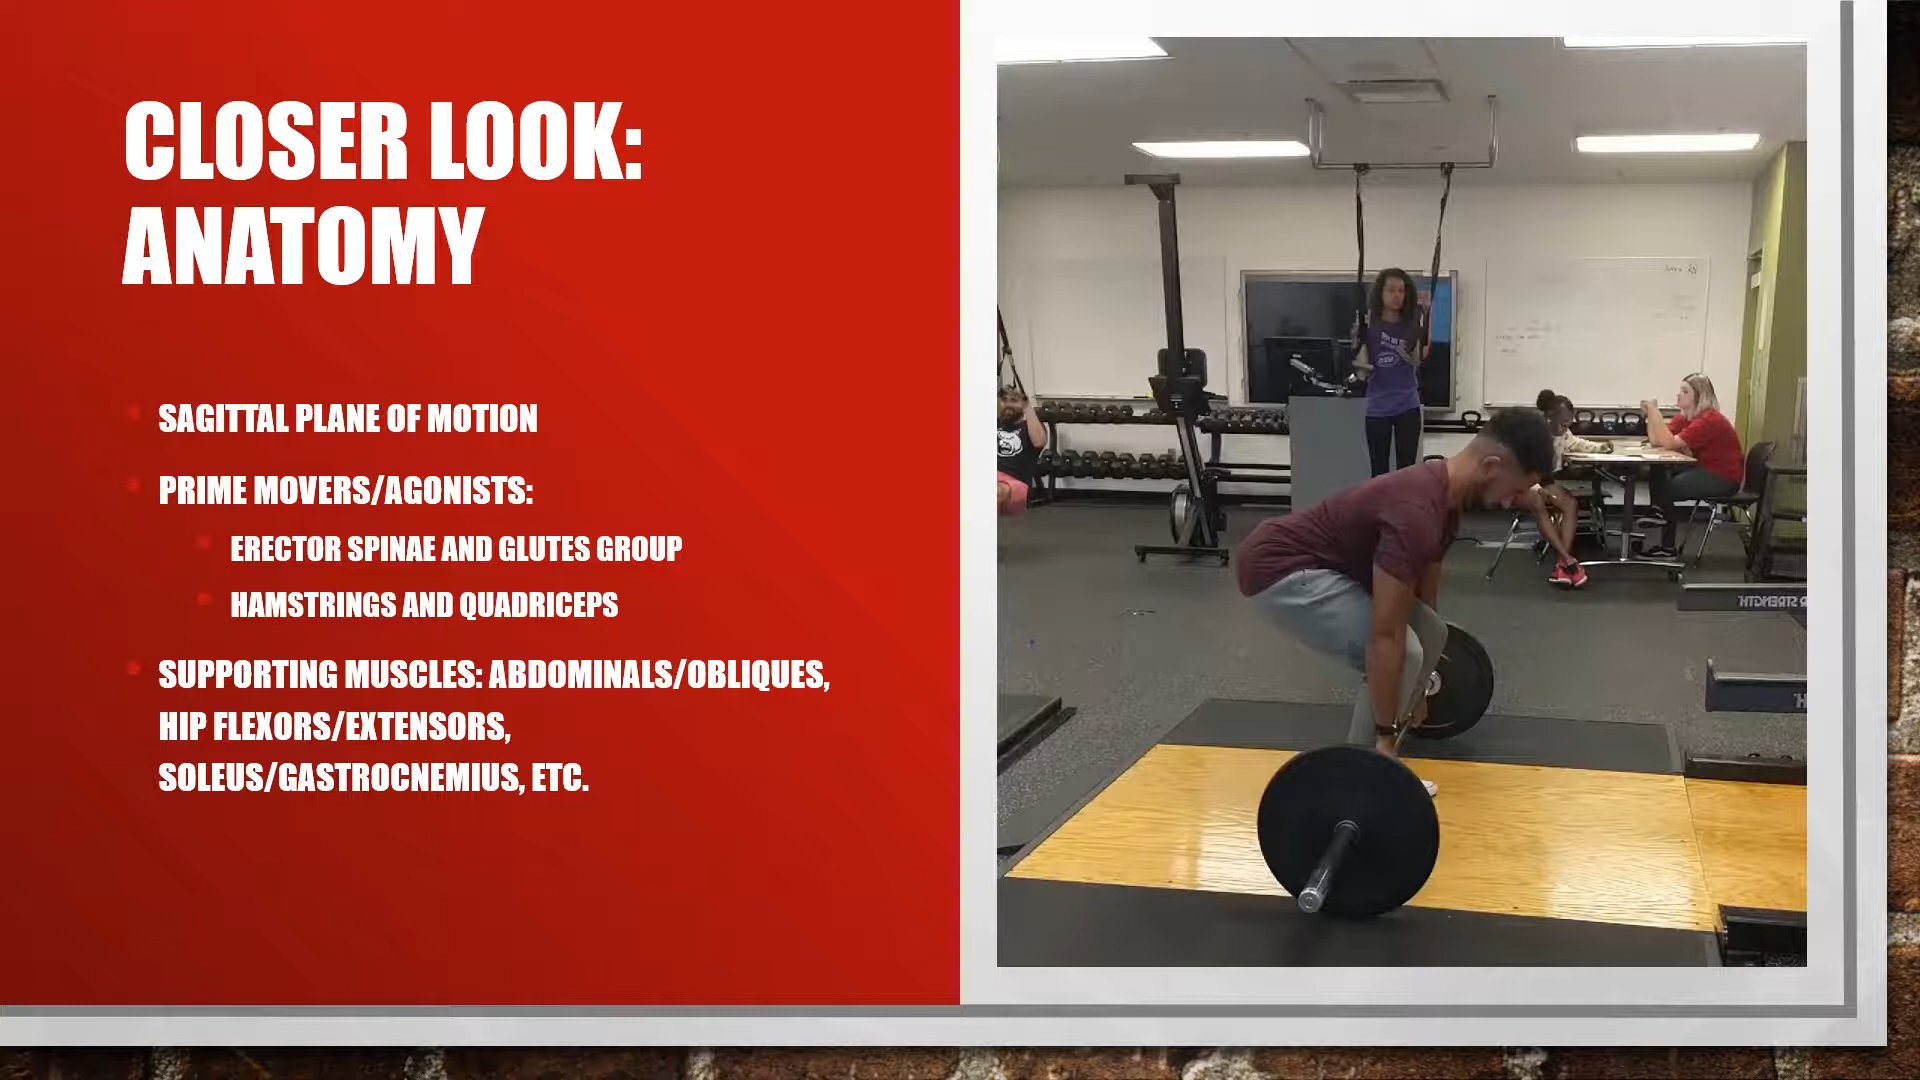 CLOSER LOOK:
ANATOMY
SAGITTAL PLANE OF MOTION
PRIME MOVERS/AGONISTS:
ERECTOR SPINAE AND GLUTES GROUP
HAMSTRINGS AND QUADRICEPS
SUPPORTING MUSCLES: ABDOMINALS/OBLIQUES,
HIP FLEXORS/EXTENSORS,
SOLEUS/GASTROCNEMIUS, ETC.
STRENGTH